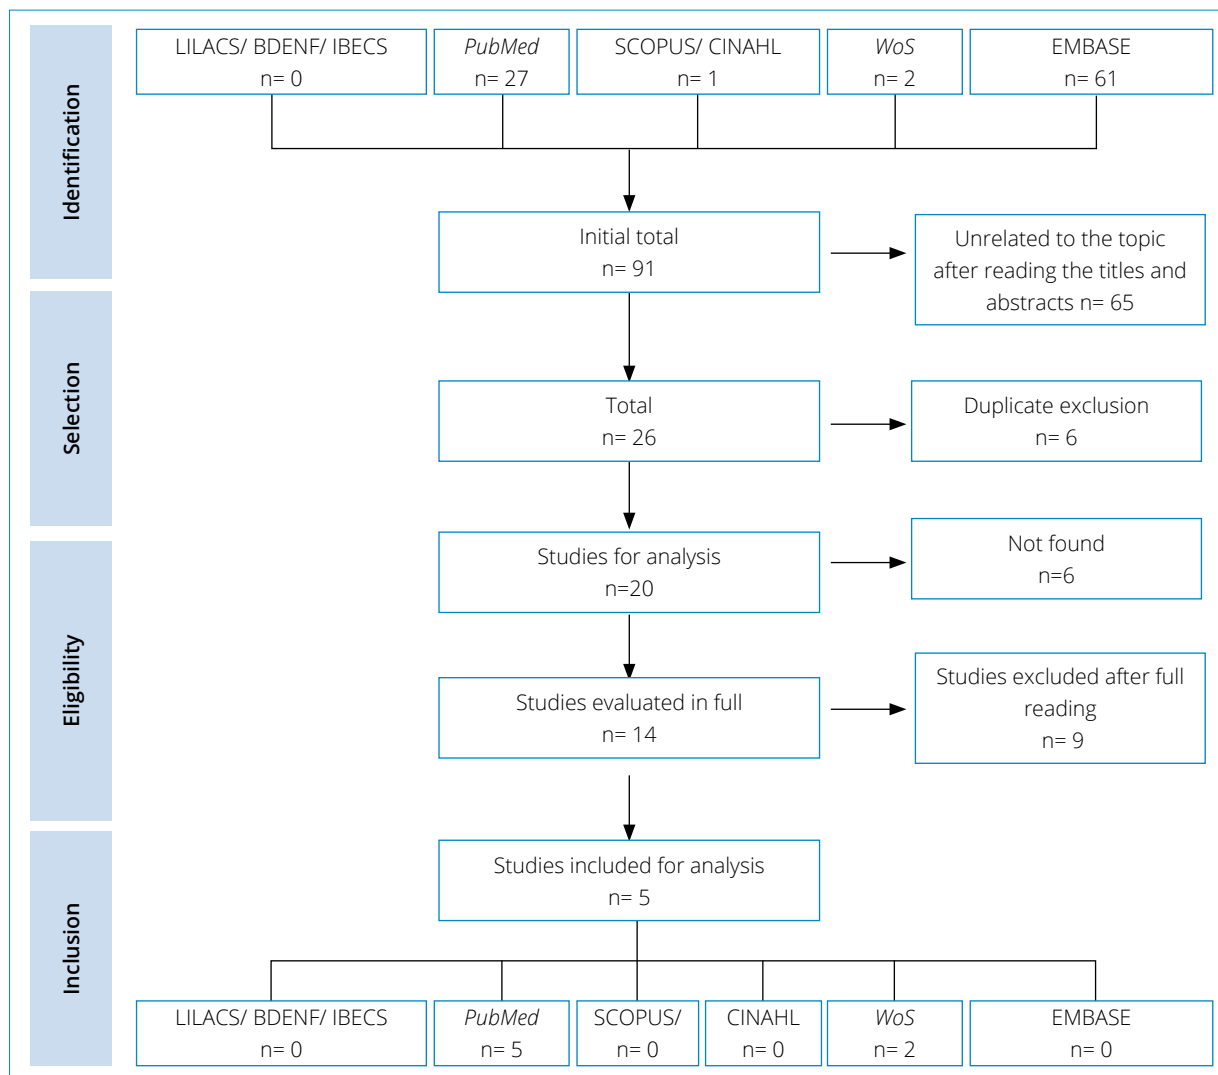 Identification
LILACS/ BDENF/ IBECS
n= 0
PubMed
n= 27
SCOPUS/ CINAHL
n= 1
WoS
n= 2
EMBASE
n= 61
Initial total
n= 91
Unrelated to the topic
after reading the titles and
abstracts n= 65
Selection
Total
n= 26
Duplicate exclusion
n= 6
Eligibility
Studies for analysis
n=20
Not found
n=6
Studies evaluated in full
n= 14
Studies excluded after full
reading
n= 9
Inclusion
Studies included for analysis
n= 5
LILACS/ BDENF/ IBECS
n= 0
PubMed
n= 5
SCOPUS/
n= 0
CINAHL
n= 0
WoS
n= 2
EMBASE
n= 0